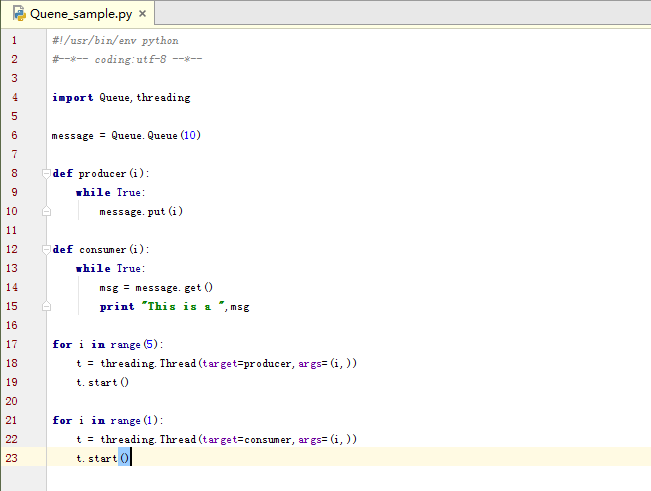 Quene_sample.py ×
1 #!/usr/bin/env python
2 #--*-- coding:utf-8 --*--
3
4 import Queue,threading
5
6 message = Queue.Queue(10)
7
8 def producer(i):
9     while True:
10         message.put(i)
11
12 def consumer(i):
13     while True:
14         msg = message.get()
15         print "This is a ",msg
16
17 for i in range(5):
18     t = threading.Thread(target=producer,args=(i,))
19     t.start()
20
21 for i in range(1):
22     t = threading.Thread(target=consumer,args=(i,))
23     t.start()